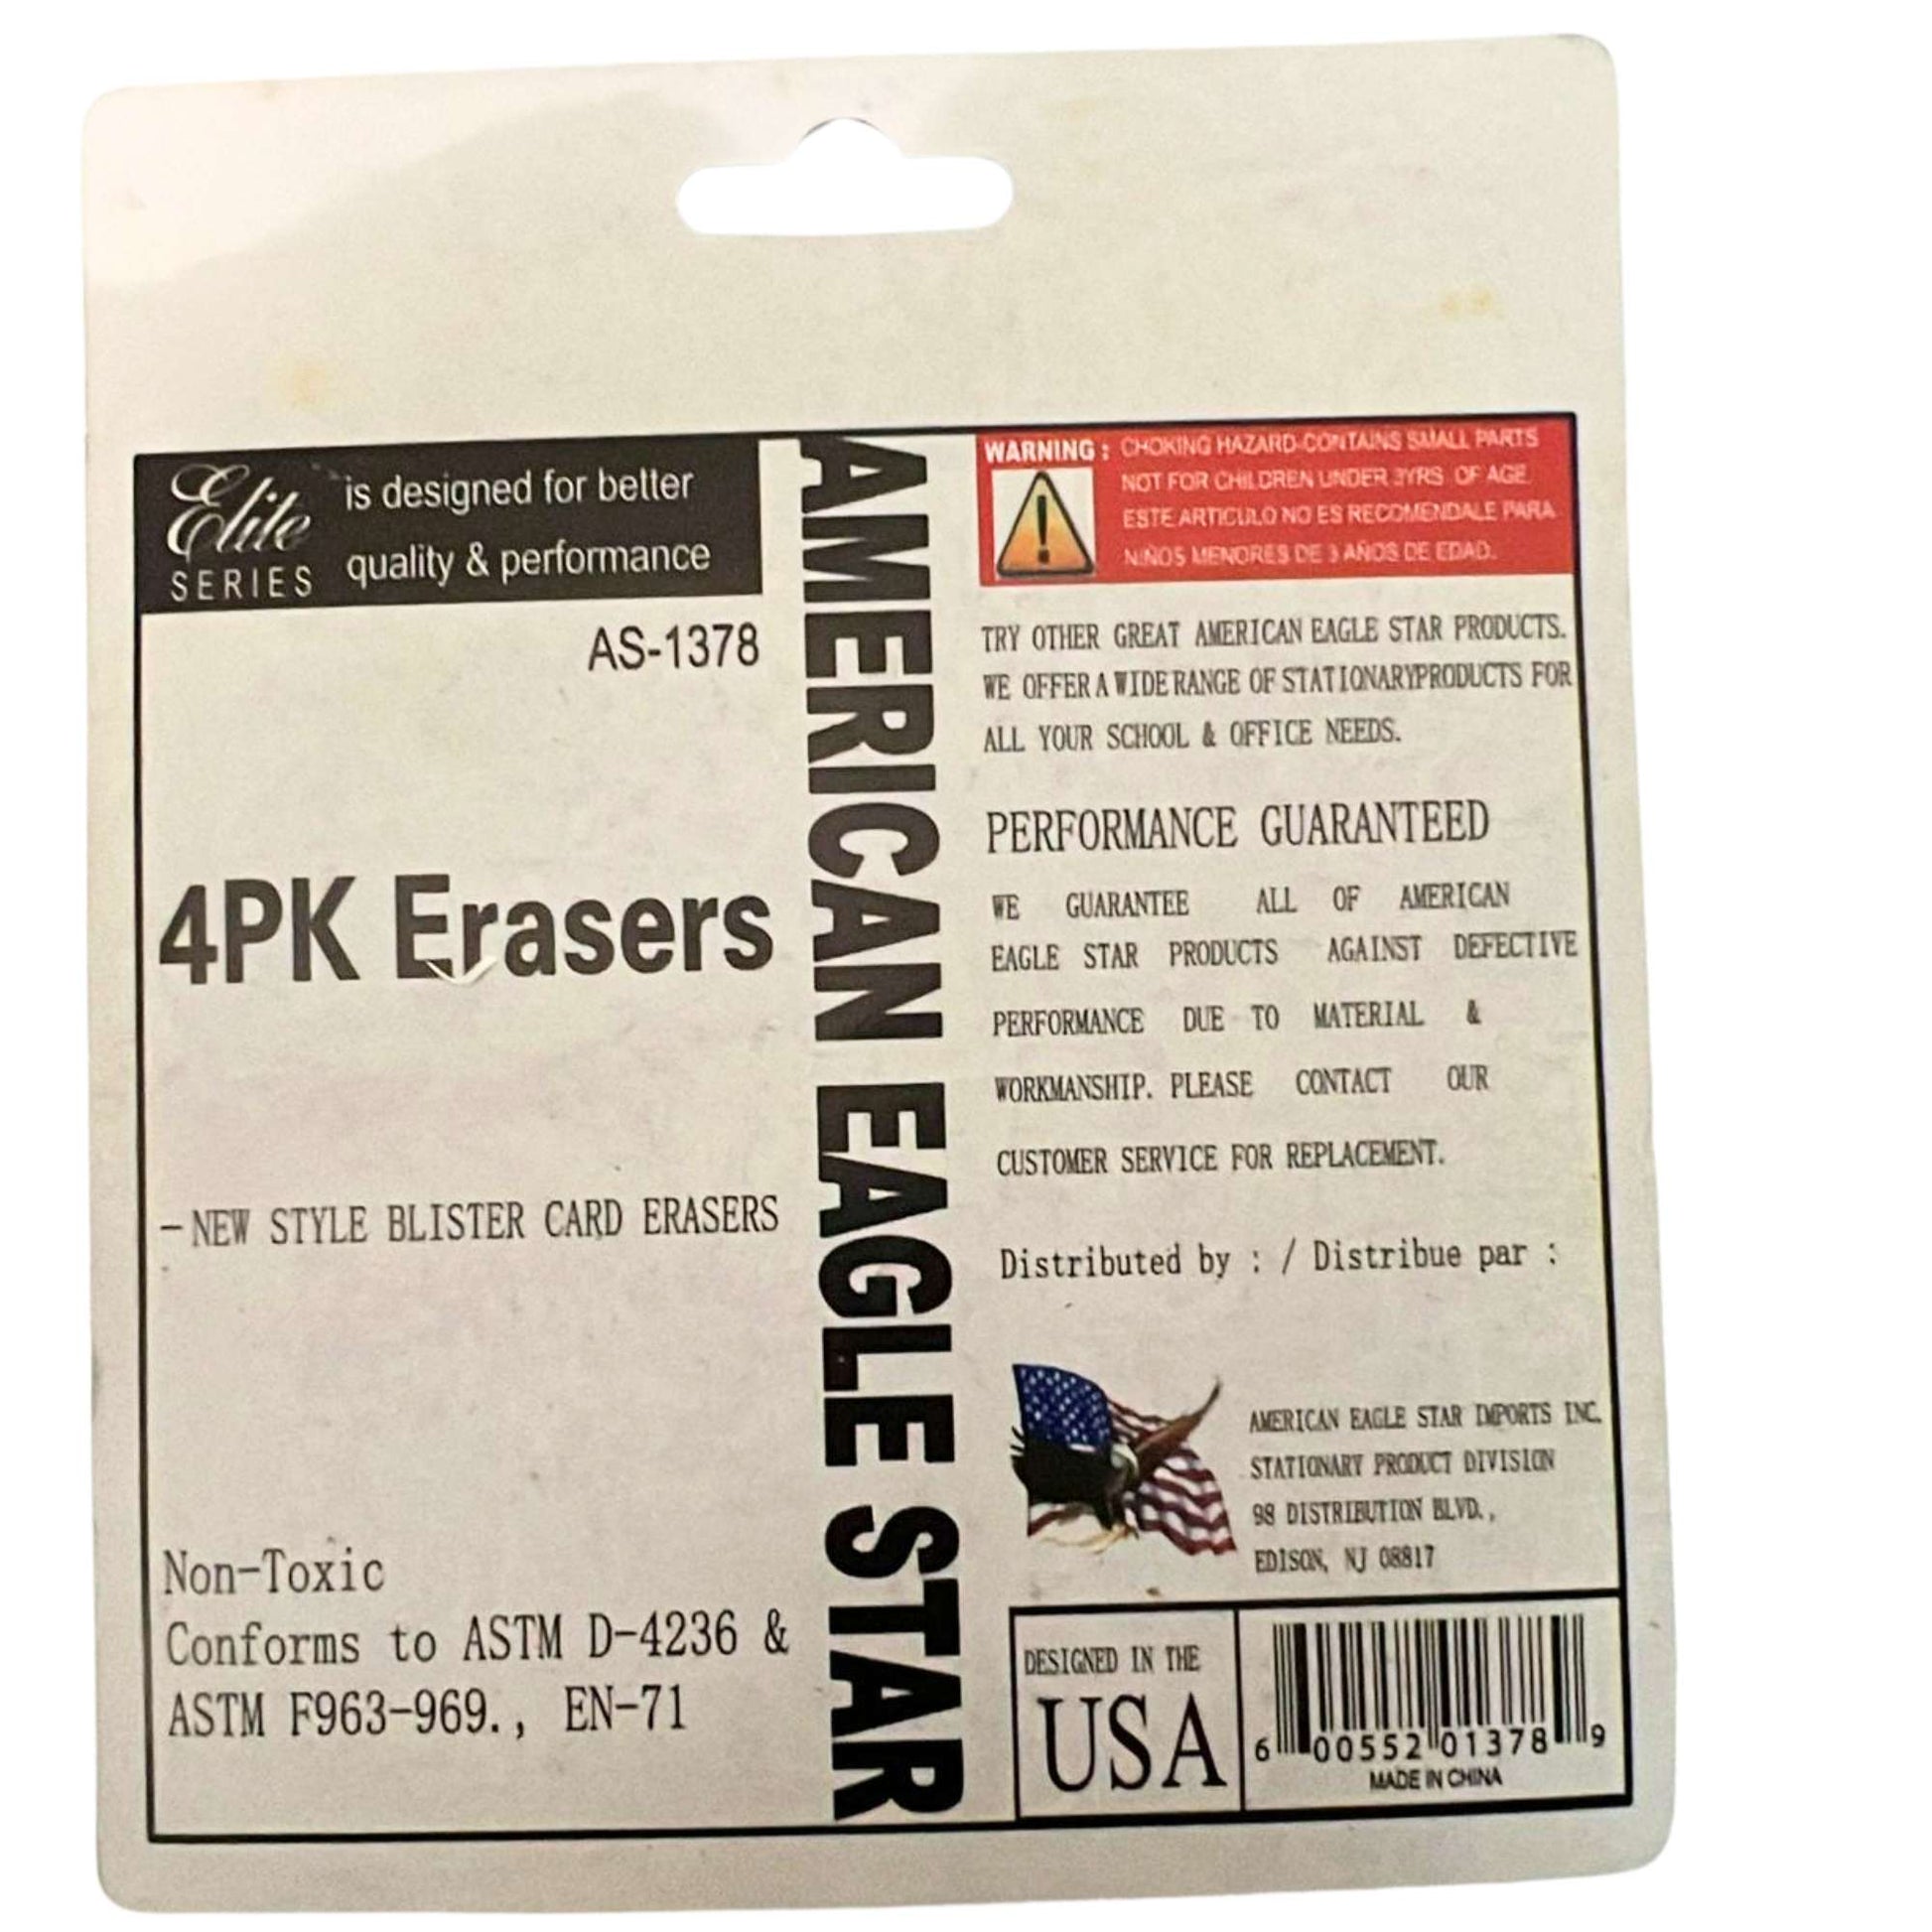 Elite
SERIES
is designed for better
quality & performance
AS-1378
4PK Erasers
-NEW STYLE BLISTER CARD ERASERS
Non-Toxic
Conforms to ASTM D-4236 &
ASTM F963-969., EN-71
AMERICAN EAGLE STAR
WARNING : CHOKING HAZARD-CONTAINS SMALL PARTS
NOT FOR CHILDREN UNDER 3YRS OF AGE
ESTE ARTICULO NO ES RECOMENDALE PARA
NIÑOS MENORES DE 3 AÑOS DE EDAD.
TRY OTHER GREAT AMERICAN EAGLE STAR PRODUCTS.
WE OFFER A WIDE RANGE OF STATIONARYPRODUCTS FOR
ALL YOUR SCHOOL & OFFICE NEEDS.
PERFORMANCE GUARANTEED
WE GUARANTEE ALL OF AMERICAN
EAGLE STAR PRODUCTS AGAINST DEFECTIVE
PERFORMANCE DUE TO MATERIAL &
WORKMANSHIP. PLEASE CONTACT OUR
CUSTOMER SERVICE FOR REPLACEMENT.
Distributed by : / Distribue par :
AMERICAN EAGLE STAR IMPORTS INC.
STATIONARY PRODUCT DIVISION
98 DISTRIBUTION BLVD.,
EDISON, NJ 08817
DESIGNED IN THE
USA
6 00552 01378 9
MADE IN CHINA